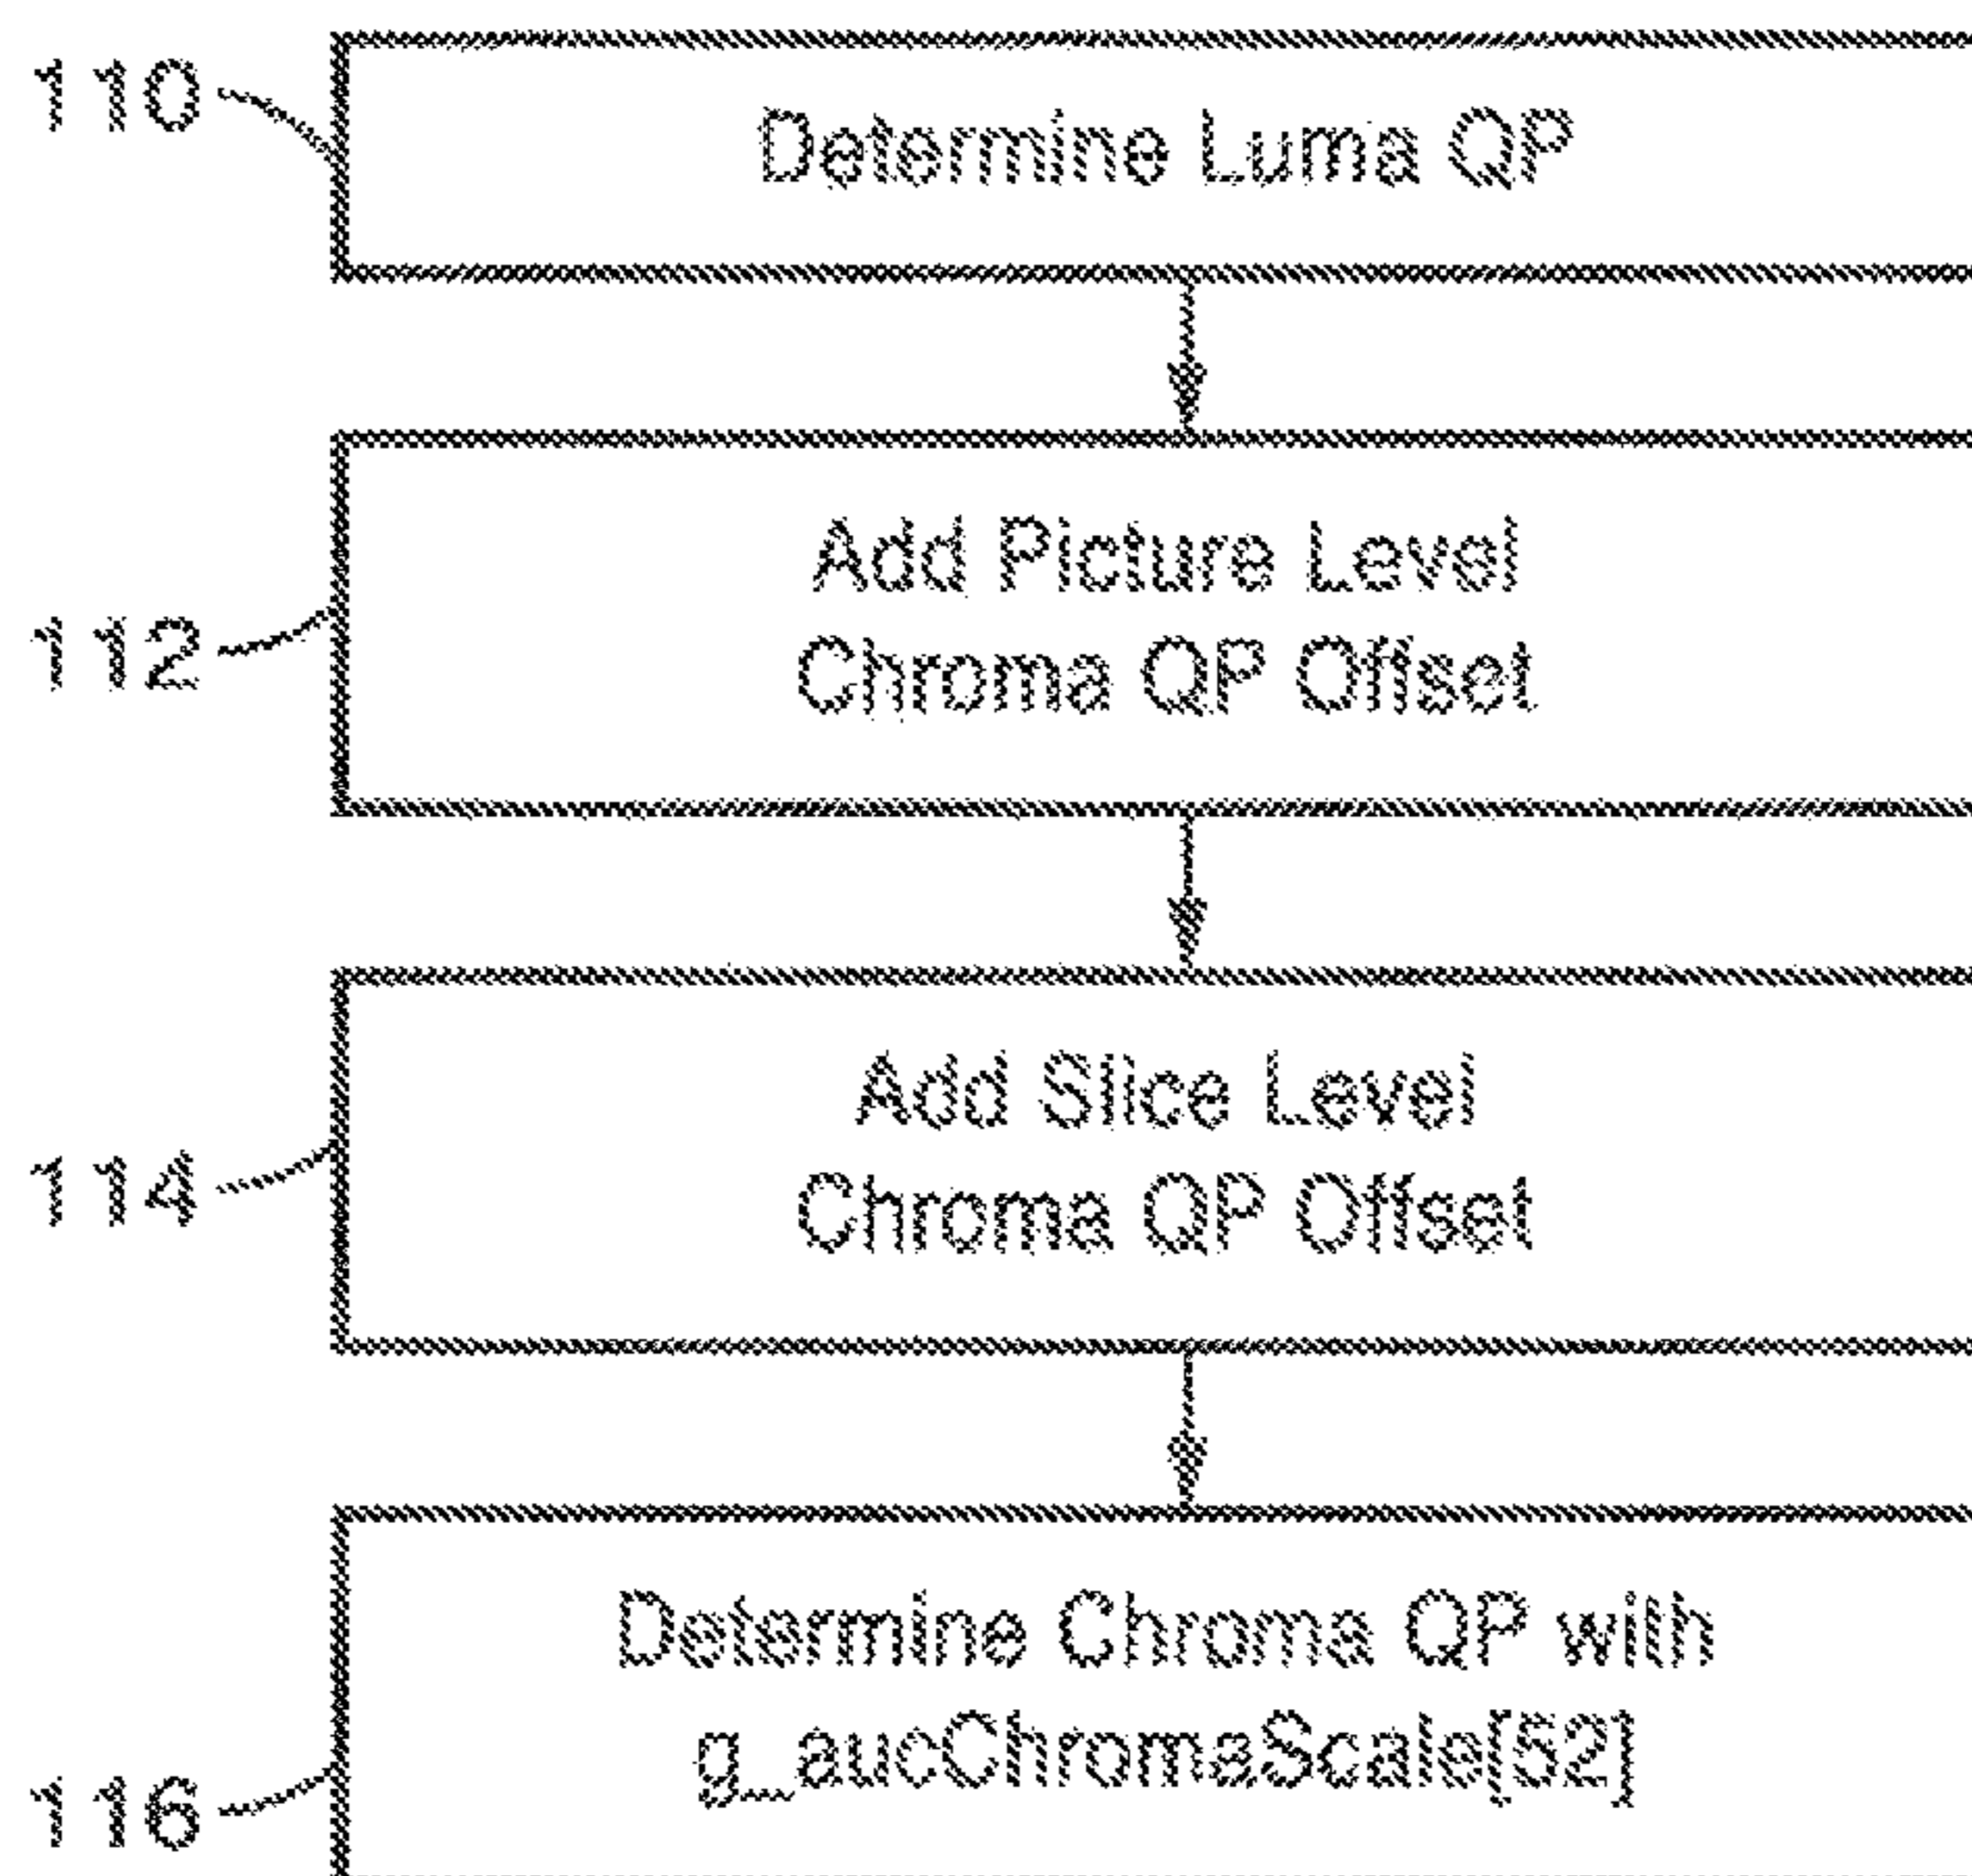 110
Determine Luma QP
112
Add Picture Level
Chroma QP Offset
114
Add Slice Level
Chroma QP Offset
116
Determine Chroma QP with
g_aucChromaScale[52]